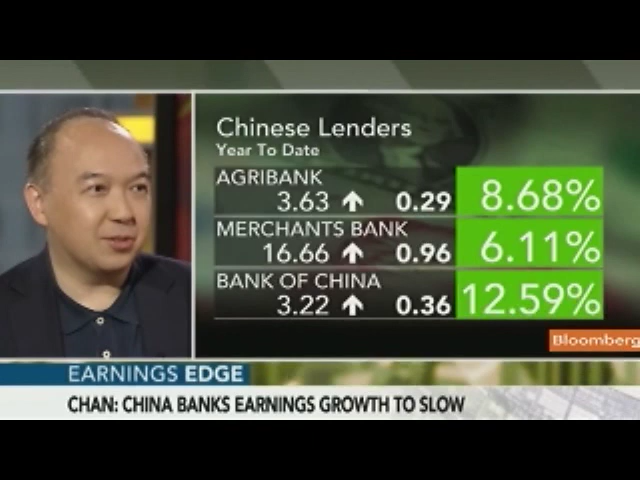 Chinese Lenders
Year To Date
AGRIBANK
3.63 ↑ 0.29 8.68%
MERCHANTS BANK
16.66 ↑ 0.96 6.11%
BANK OF CHINA
3.22 ↑ 0.36 12.59%
Bloomberg
EARNINGS EDGE
CHAN: CHINA BANKS EARNINGS GROWTH TO SLOW